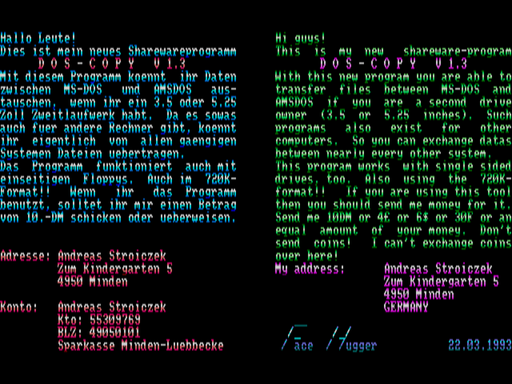 Hallo Leute!
Dies ist mein neues Sharewareprogramm
D O S - C O P Y   V 1.3
Mit diesem Programm koennt ihr Daten
zwischen MS-DOS und AMSDOS aus-
tauschen, wenn ihr ein 3.5 oder 5.25
Zoll Zweitlaufwerk habt. Da es sowas
auch fuer andere Rechner gibt, koennt
ihr eigentlich von allen gaengigen
Systemen Dateien uebertragen.
Das Programm funktioniert auch mit
einseitigen Floppys. Auch im 720K-
format!! Wenn ihr das Programm
benutzt, solltet ihr mir einen Betrag
von 10.-DM schicken oder ueberweisen.
Adresse: Andreas Stroiczek
Zum Kindergarten 5
4950 Minden
Konto: Andreas Stroiczek
Kto: 55309769
BLZ: 49050101
Sparkasse Minden-Luebbecke
Hi guys!
This is my new shareware-program
D O S - C O P Y   V 1.3
With this new program you are able to
transfer files between MS-DOS and
AMSDOS if you are a second drive
owner (3.5 or 5.25 inches). Such
programs also exist for other
computers. So you can exchange datas
between nearly every other system.
This program works with single sided
drives, too. Also using the 720K-
format!! If you are using this tool
then you should send me money for it.
Send me 10DM or 4£ or 6$ or 30F or an
equal amount of your money. Don't
send coins! I can't exchange coins
over here!
My address: Andreas Stroiczek
Zum Kindergarten 5
4950 Minden
GERMANY
/ace //ugger 22.03.1993